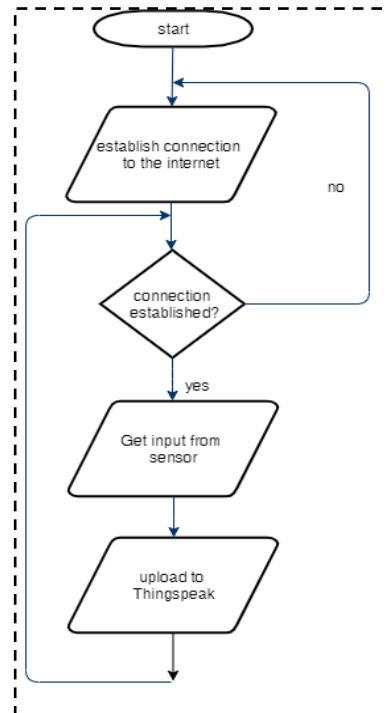 start
establish connection
to the internet
no
connection
established?
yes
Get input from
sensor
upload to
Thingspeak